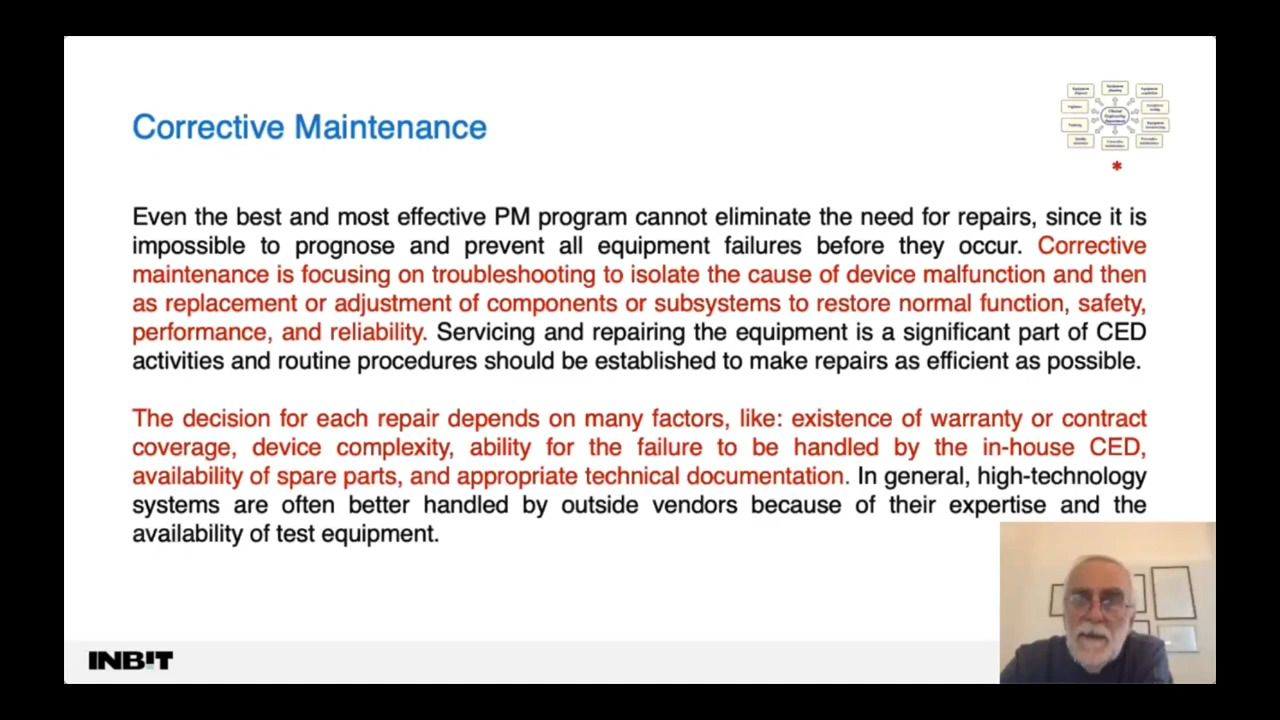 Corrective Maintenance
*
Even the best and most effective PM program cannot eliminate the need for repairs, since it is
impossible to prognose and prevent all equipment failures before they occur. Corrective
maintenance is focusing on troubleshooting to isolate the cause of device malfunction and then
as replacement or adjustment of components or subsystems to restore normal function, safety,
performance, and reliability. Servicing and repairing the equipment is a significant part of CED
activities and routine procedures should be established to make repairs as efficient as possible.
The decision for each repair depends on many factors, like: existence of warranty or contract
coverage, device complexity, ability for the failure to be handled by the in-house CED,
availability of spare parts, and appropriate technical documentation. In general, high-technology
systems are often better handled by outside vendors because of their expertise and the
availability of test equipment.
INBIT